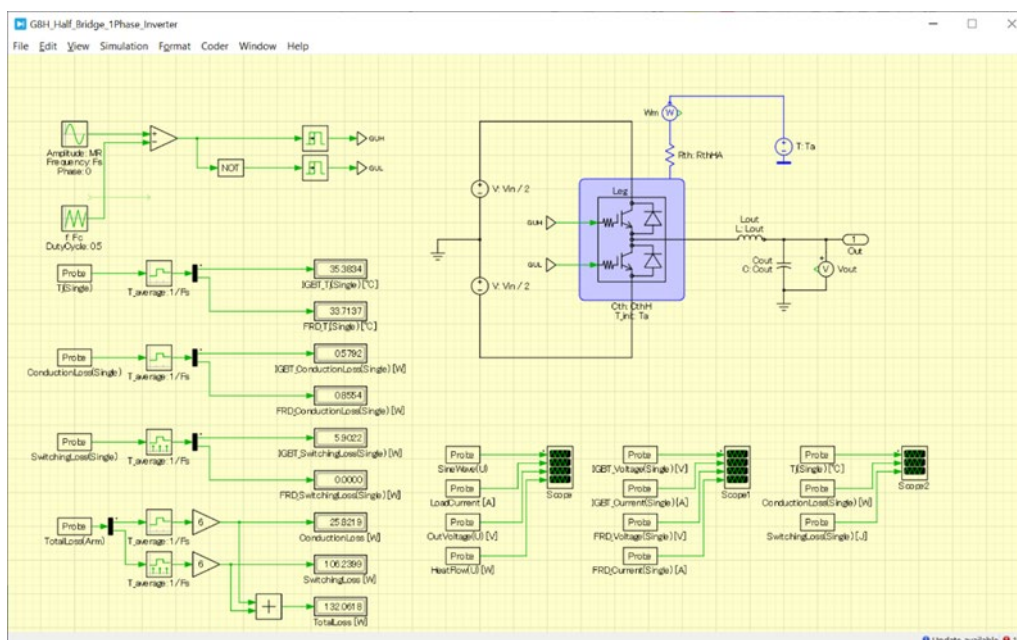 GBH_Half_Bridge_1Phase_Inverter
File Edit View Simulation Format Coder Window Help
Amplitude: MR
Frequency: Fs
Phase: 0
NOT
GUH
GUL
f: Fc
DutyCycle: 0.5
Probe
Tj(Single)
T_average: 1/Fs
35.3834
IGBT_Tj(Single) [°C]
33.7137
FRD_Tj(Single) [°C]
Probe
ConductionLoss(Single)
T_average: 1/Fs
0.5792
IGBT_ConductionLoss(Single) [W]
0.8554
FRD_ConductionLoss(Single) [W]
Probe
SwitchingLoss(Single)
T_average: 1/Fs
5.9022
IGBT_SwitchingLoss(Single) [W]
0.0000
FRD_SwitchingLoss(Single) [W]
Probe
TotalLoss(Arm)
T_average: 1/Fs
6
25.8219
ConductionLoss [W]
T_average: 1/Fs
6
106.2399
SwitchingLoss [W]
132.0618
TotalLoss [W]
Wm
W
Rth: RthHA
T: Ta
V: Vin / 2
V: Vin / 2
Leg
GUH
GUL
Cth: CthH
T_init: Ta
Lout
L: Lout
Cout
C: Cout
V
Vout
1
Out
Probe
SineWave(U)
Probe
LoadCurrent [A]
Probe
OutVoltage(U) [V]
Probe
HeatFlow(U) [W]
Scope
Probe
IGBT_Voltage(Single) [V]
Probe
IGBT_Current(Single) [A]
Probe
FRD_Voltage(Single) [V]
Probe
FRD_Current(Single) [A]
Scope1
Probe
Tj(Single) [°C]
Probe
ConductionLoss(Single) [W]
Probe
SwitchingLoss(Single) [J]
Scope2
Update available